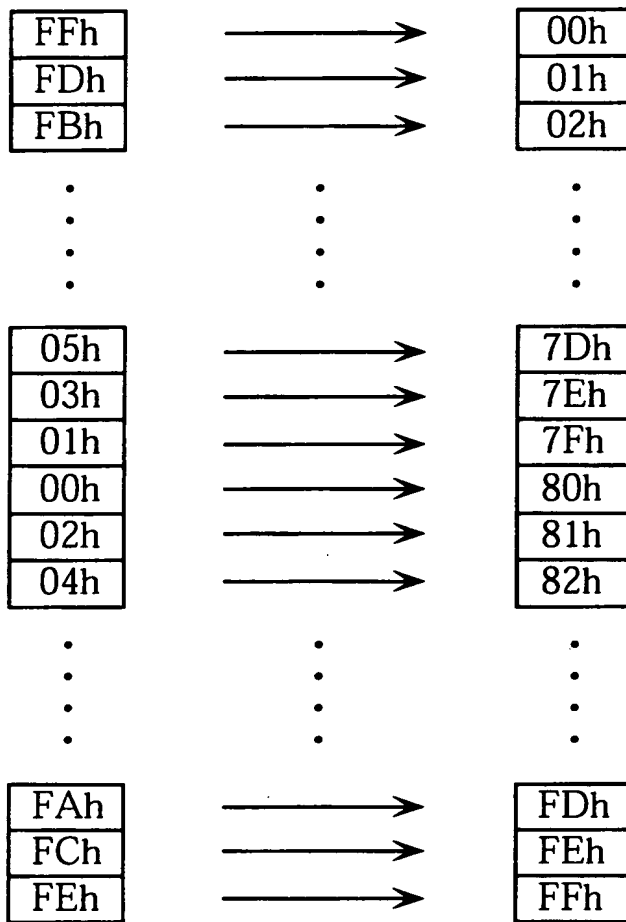 FFh 00h
FDh 01h
FBh 02h
05h 7Dh
03h 7Eh
01h 7Fh
00h 80h
02h 81h
04h 82h
FAh FDh
FCh FEh
FEh FFh